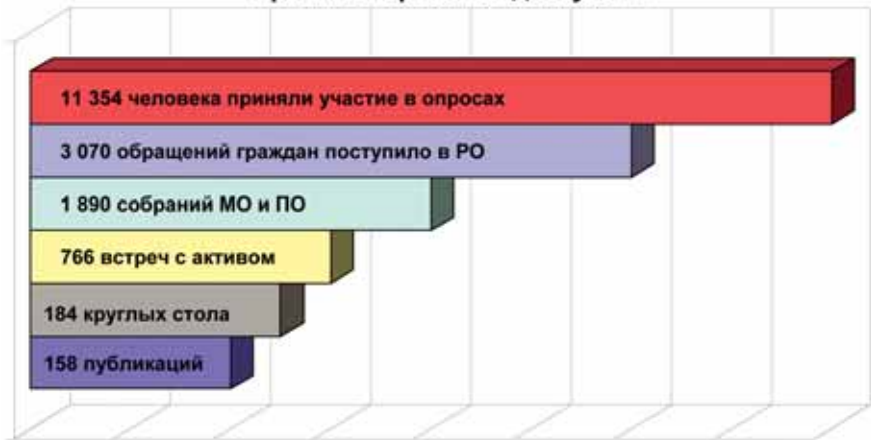 11 354 человека приняли участие в опросах
3 070 обращений граждан поступило в РО
1 890 собраний МО и ПО
766 встреч с активом
184 круглых стола
158 публикаций